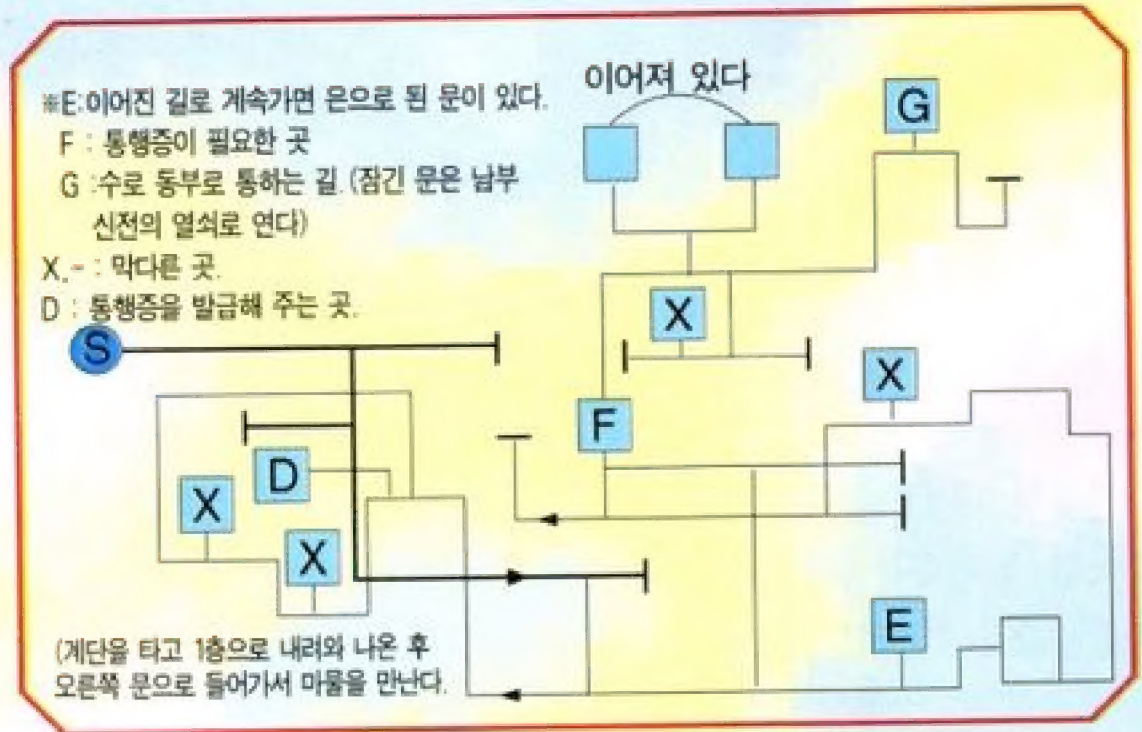 ※E:이어진 길로 계속가면 은으로 된 문이 있다.
F : 통행증이 필요한 곳
G :수로 동부로 통하는 길. (잠긴 문은 남부
신전의 열쇠로 연다)
X,- : 막다른 곳.
D : 통행증을 발급해 주는 곳.
이어져 있다
G
X
S
X
F
D
X
X
E
(계단을 타고 1층으로 내려와 나온 후
오른쪽 문으로 들어가서 마물을 만난다.